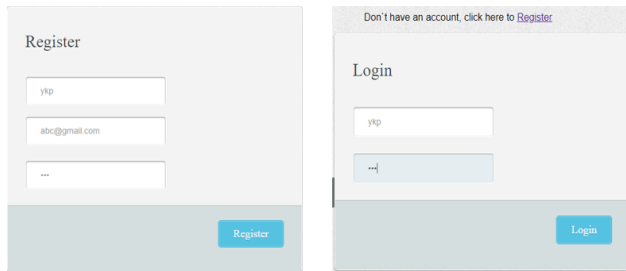 Register
ykp
abc@gmail.com
•••
Register
Don`t have an account, click here to Register
Login
ykp
•••
Login